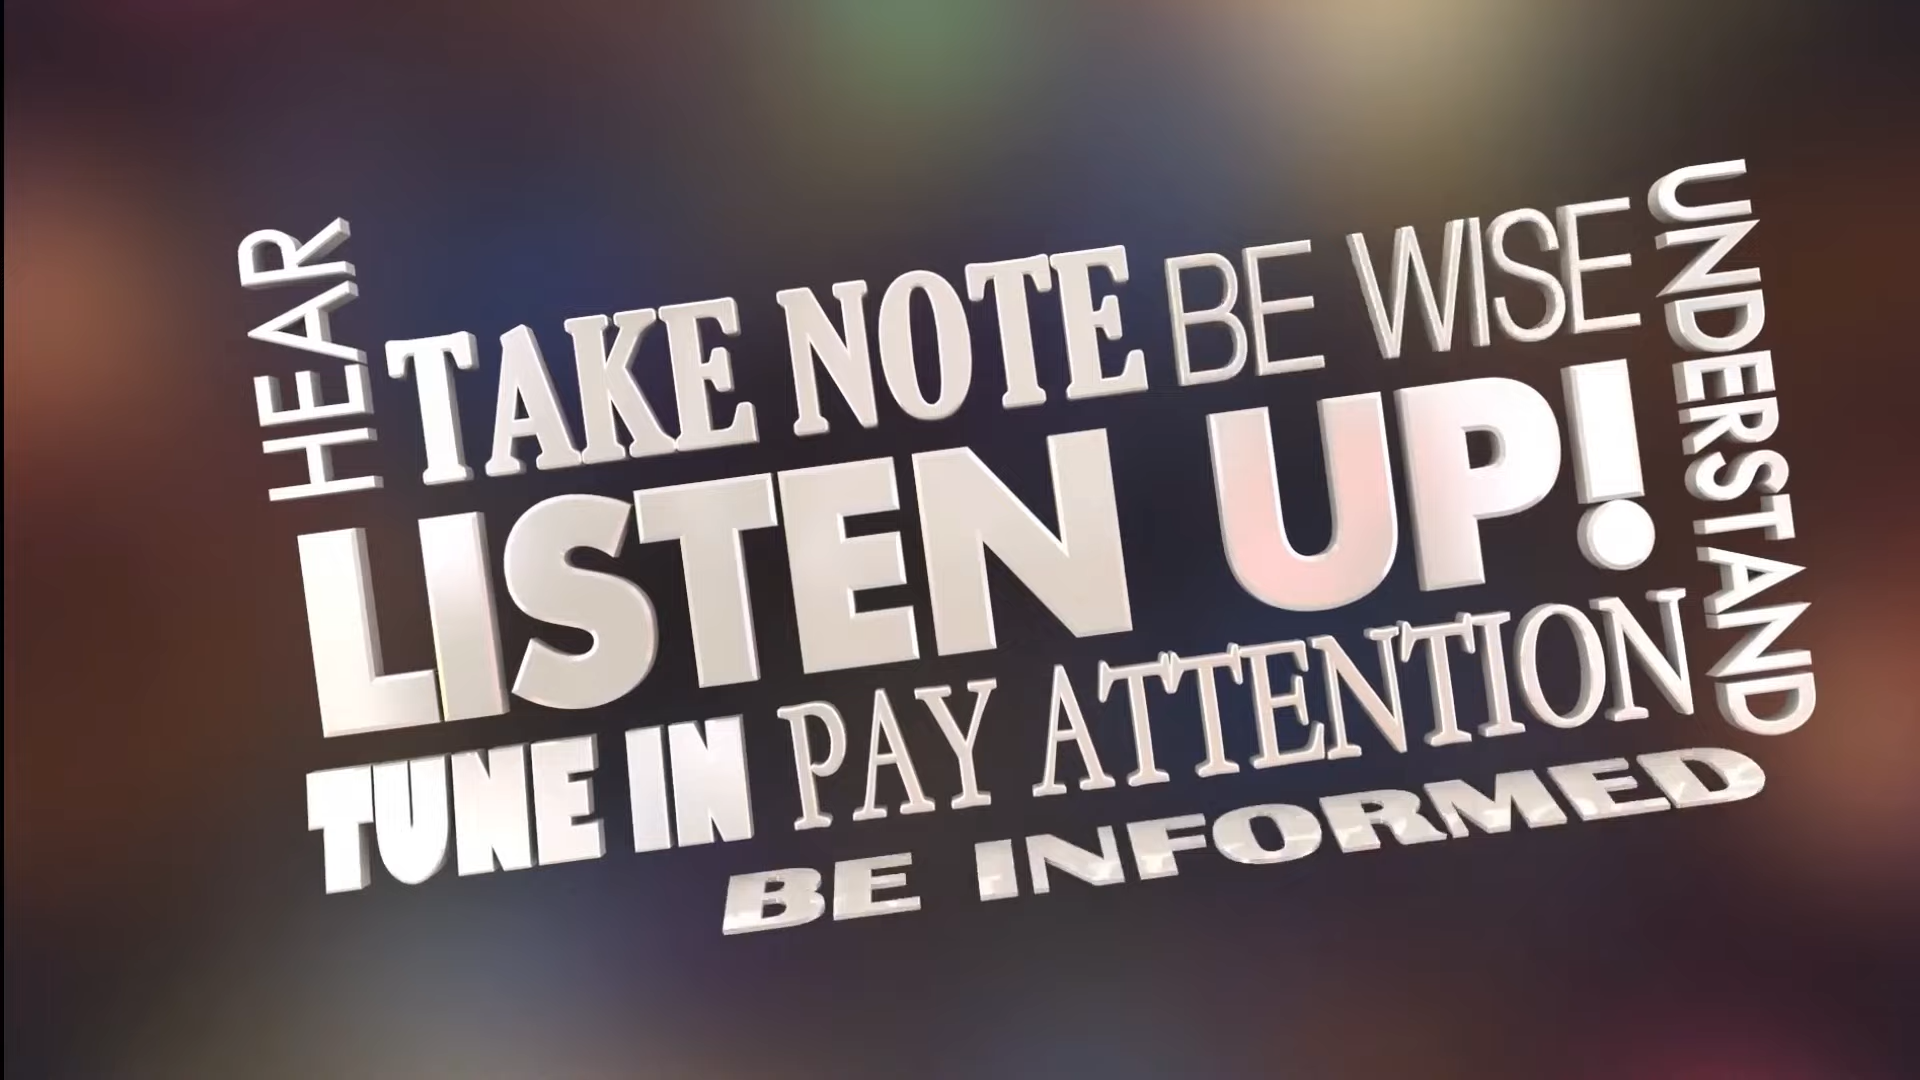 HEAR
TAKE NOTE BE WISE
LISTEN UP!
TUNE IN PAY ATTENTION
BE INFORMED
UNDERSTAND